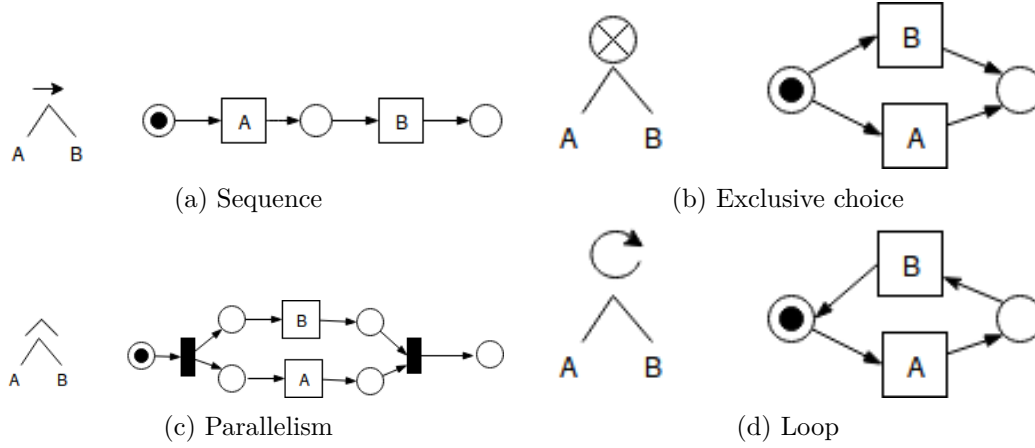 A B
A
B
(a) Sequence
A B
B
A
(b) Exclusive choice
A B
B
A
(c) Parallelism
A B
B
A
(d) Loop